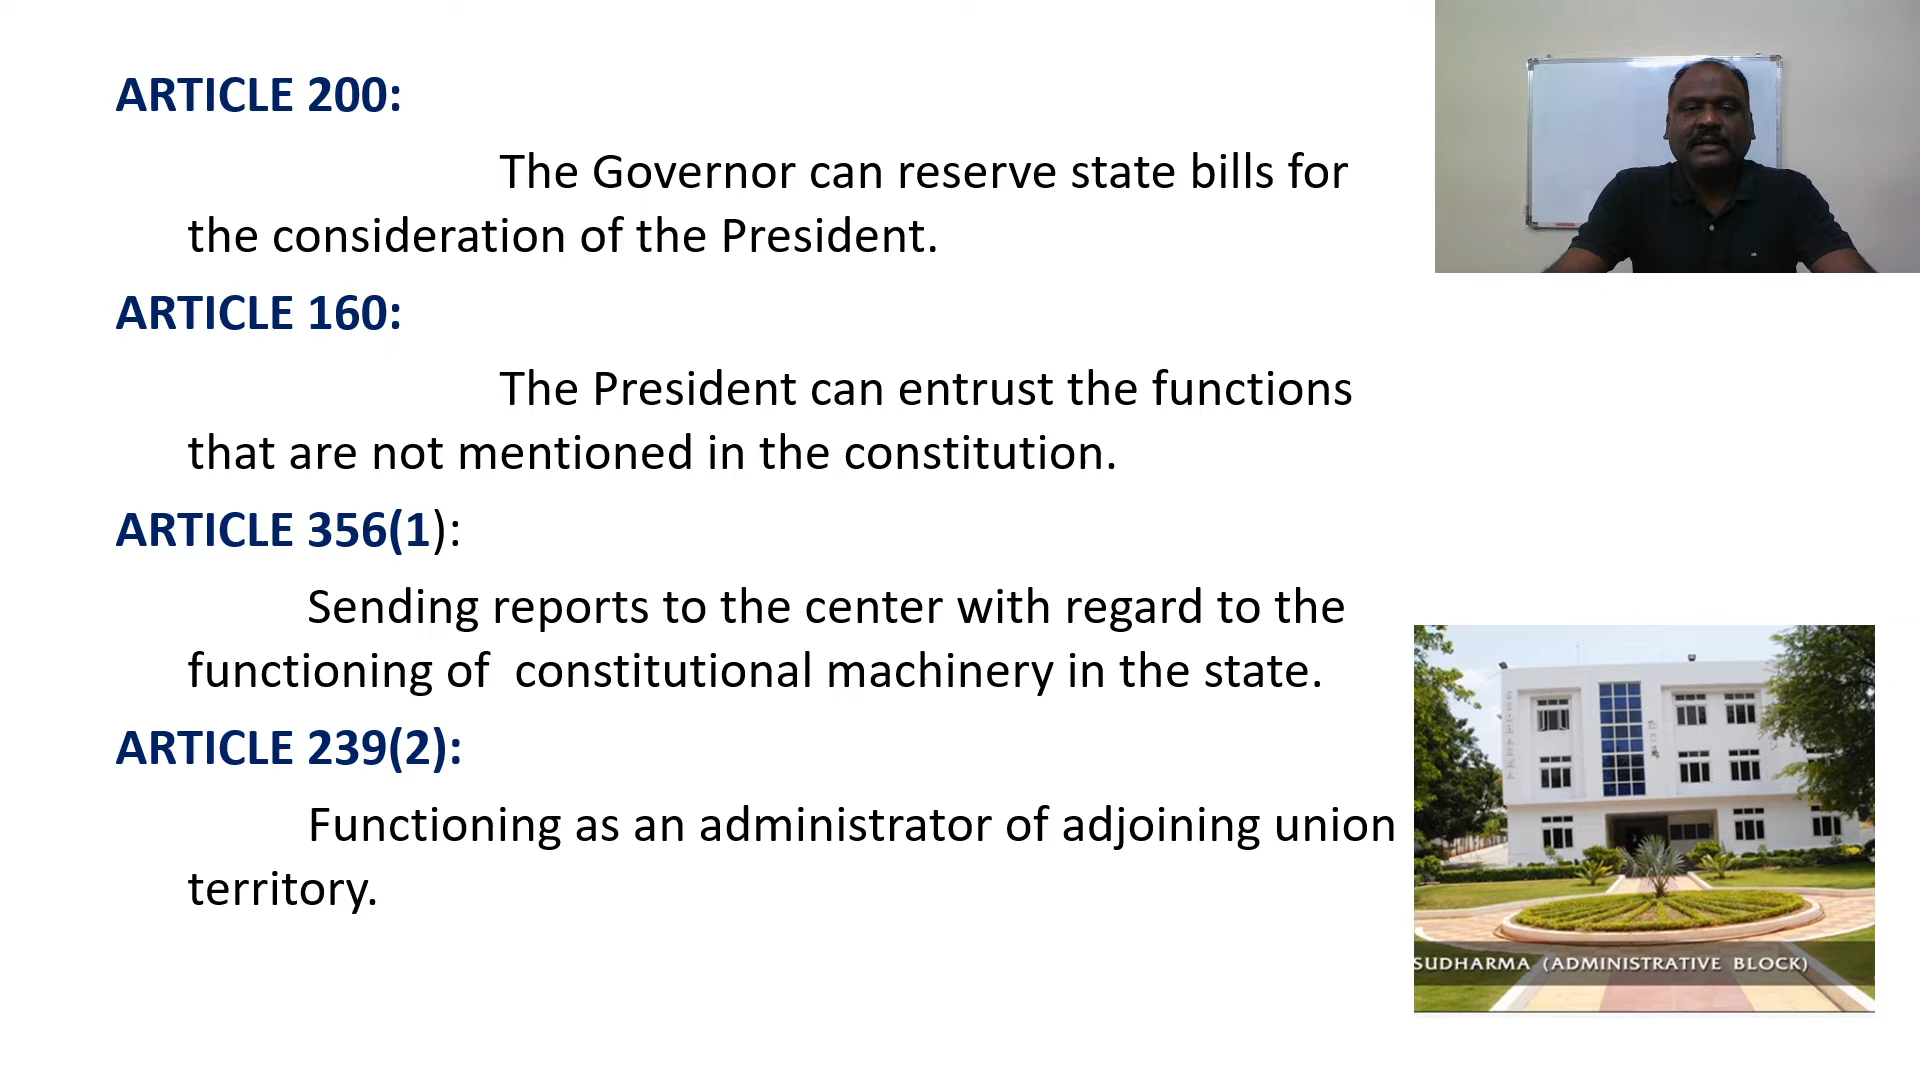 ARTICLE 200:
The Governor can reserve state bills for
the consideration of the President.
ARTICLE 160:
The President can entrust the functions
that are not mentioned in the constitution.
ARTICLE 356(1):
Sending reports to the center with regard to the
functioning of  constitutional machinery in the state.
ARTICLE 239(2):
Functioning as an administrator of adjoining union
territory.
SUDHARMA (ADMINISTRATIVE BLOCK)